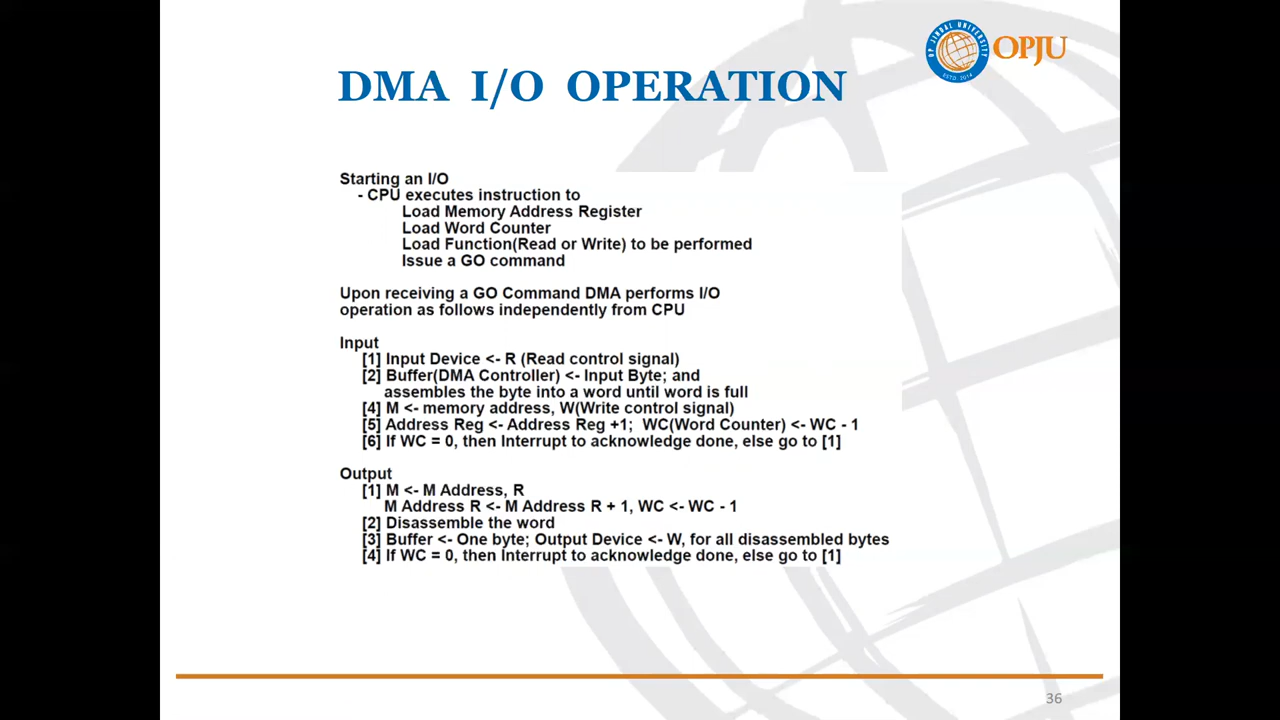 OP JINDAL UNIVERSITY
ESTD. 2014
OPJU
DMA I/O OPERATION
Starting an I/O
- CPU executes instruction to
Load Memory Address Register
Load Word Counter
Load Function(Read or Write) to be performed
Issue a GO command
Upon receiving a GO Command DMA performs I/O
operation as follows independently from CPU
Input
[1] Input Device <- R (Read control signal)
[2] Buffer(DMA Controller) <- Input Byte; and
assembles the byte into a word until word is full
[4] M <- memory address, W(Write control signal)
[5] Address Reg <- Address Reg +1; WC(Word Counter) <- WC - 1
[6] If WC = 0, then Interrupt to acknowledge done, else go to [1]
Output
[1] M <- M Address, R
M Address R <- M Address R + 1, WC <- WC - 1
[2] Disassemble the word
[3] Buffer <- One byte; Output Device <- W, for all disassembled bytes
[4] If WC = 0, then Interrupt to acknowledge done, else go to [1]
36